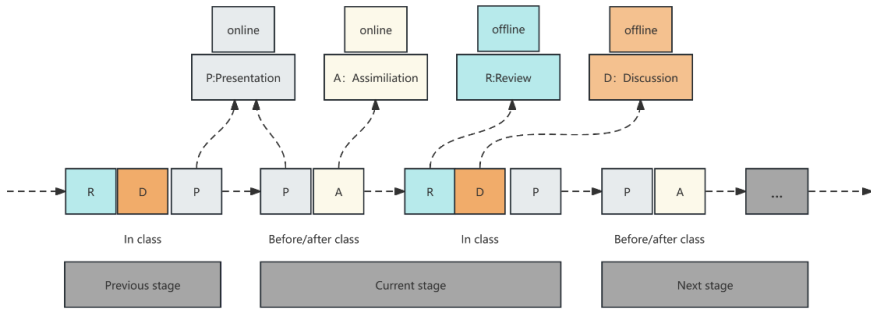 online
online
offline
offline
P:Presentation
A: Assimiliation
R:Review
D: Discussion
R
D
P
P
A
R
D
P
P
A
...
In class
Before/after class
In class
Before/after class
Previous stage
Current stage
Next stage